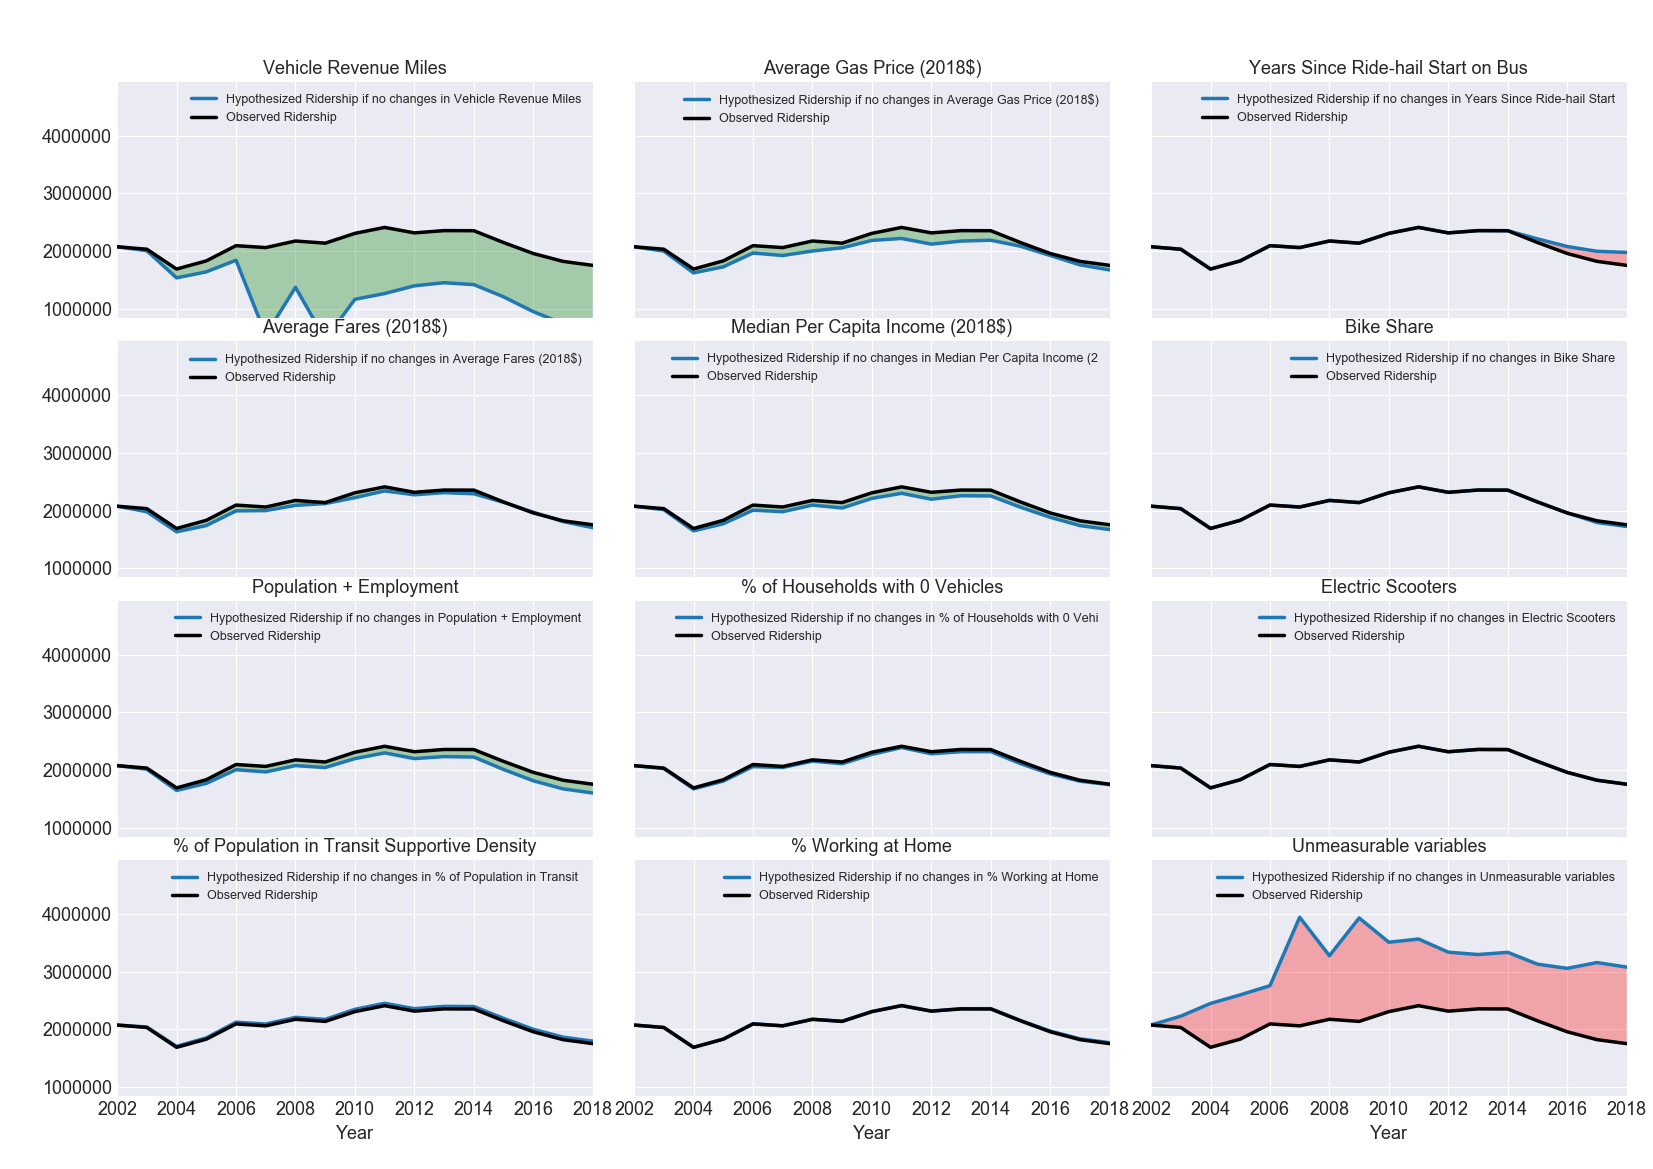 Vehicle Revenue Miles
Hypothesized Ridership if no changes in Vehicle Revenue Miles
Observed Ridership
4000000
3000000
2000000
1000000
Average Gas Price (2018$)
Hypothesized Ridership if no changes in Average Gas Price (2018$)
Observed Ridership
Years Since Ride-hail Start on Bus
Hypothesized Ridership if no changes in Years Since Ride-hail Start
Observed Ridership
Average Fares (2018$)
Hypothesized Ridership if no changes in Average Fares (2018$)
Observed Ridership
4000000
3000000
2000000
1000000
Median Per Capita Income (2018$)
Hypothesized Ridership if no changes in Median Per Capita Income (2
Observed Ridership
Bike Share
Hypothesized Ridership if no changes in Bike Share
Observed Ridership
Population + Employment
Hypothesized Ridership if no changes in Population + Employment
Observed Ridership
4000000
3000000
2000000
1000000
% of Households with 0 Vehicles
Hypothesized Ridership if no changes in % of Households with 0 Vehi
Observed Ridership
Electric Scooters
Hypothesized Ridership if no changes in Electric Scooters
Observed Ridership
% of Population in Transit Supportive Density
Hypothesized Ridership if no changes in % of Population in Transit
Observed Ridership
4000000
3000000
2000000
1000000
2002 2004 2006 2008 2010 2012 2014 2016 2018
Year
% Working at Home
Hypothesized Ridership if no changes in % Working at Home
Observed Ridership
2002 2004 2006 2008 2010 2012 2014 2016 2018
Year
Unmeasurable variables
Hypothesized Ridership if no changes in Unmeasurable variables
Observed Ridership
2002 2004 2006 2008 2010 2012 2014 2016 2018
Year